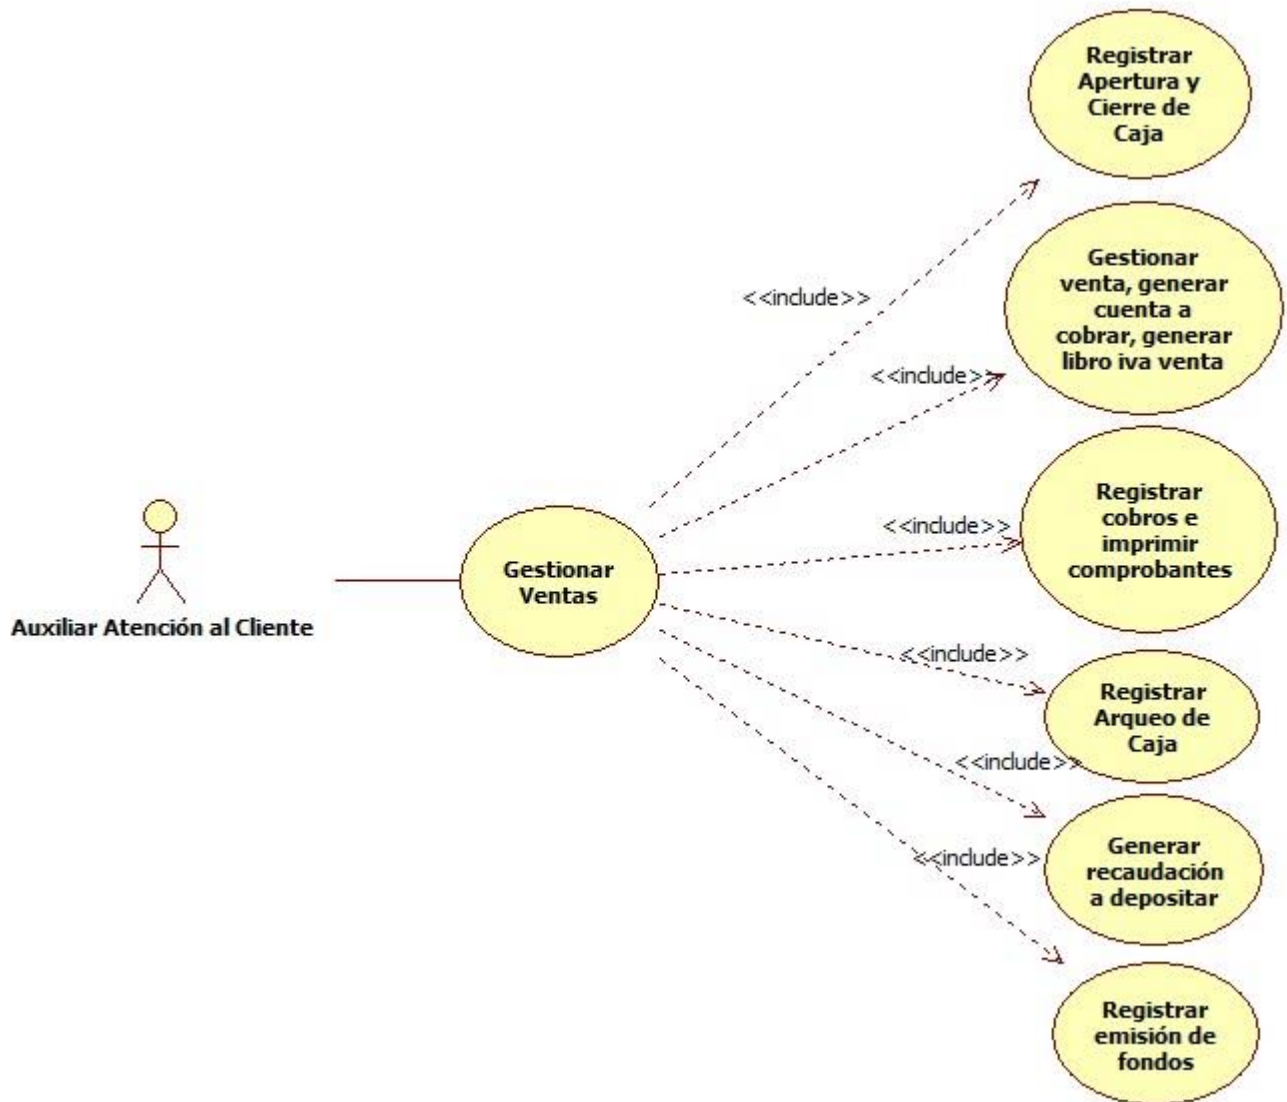 Registrar
Apertura y
Cierre de
Caja
Gestionar
venta, generar
cuenta a
cobrar, generar
libro iva venta
<<include>>
<<include>>
Registrar
cobros e
imprimir
comprobantes
<<include>>
Gestionar
Ventas
Auxiliar Atención al Cliente
<<include>>
Registrar
Arqueo de
Caja
<<include>>
Generar
recaudación
a depositar
<<include>>
Registrar
emisión de
fondos